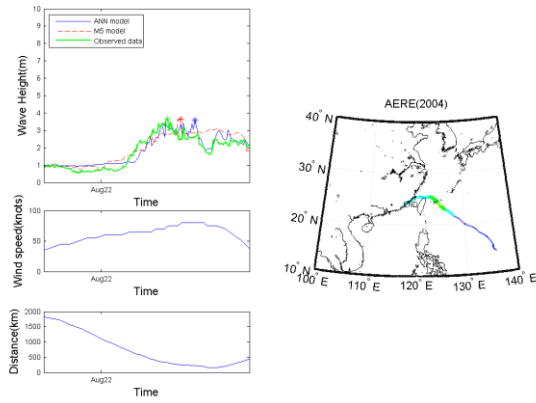 10
9
8
7
6
5
4
3
2
1
0
ANN model
M5 model
Observed data
Wave Height(m)
Aug22
Time
100
50
0
Wind speed(Knots)
Aug22
Time
2000
1500
1000
500
0
Distance(km)
Aug22
Time
AERE(2004)
40° N
30° N
20° N
10° N
100° E
110° E
120° E
130° E
140° E